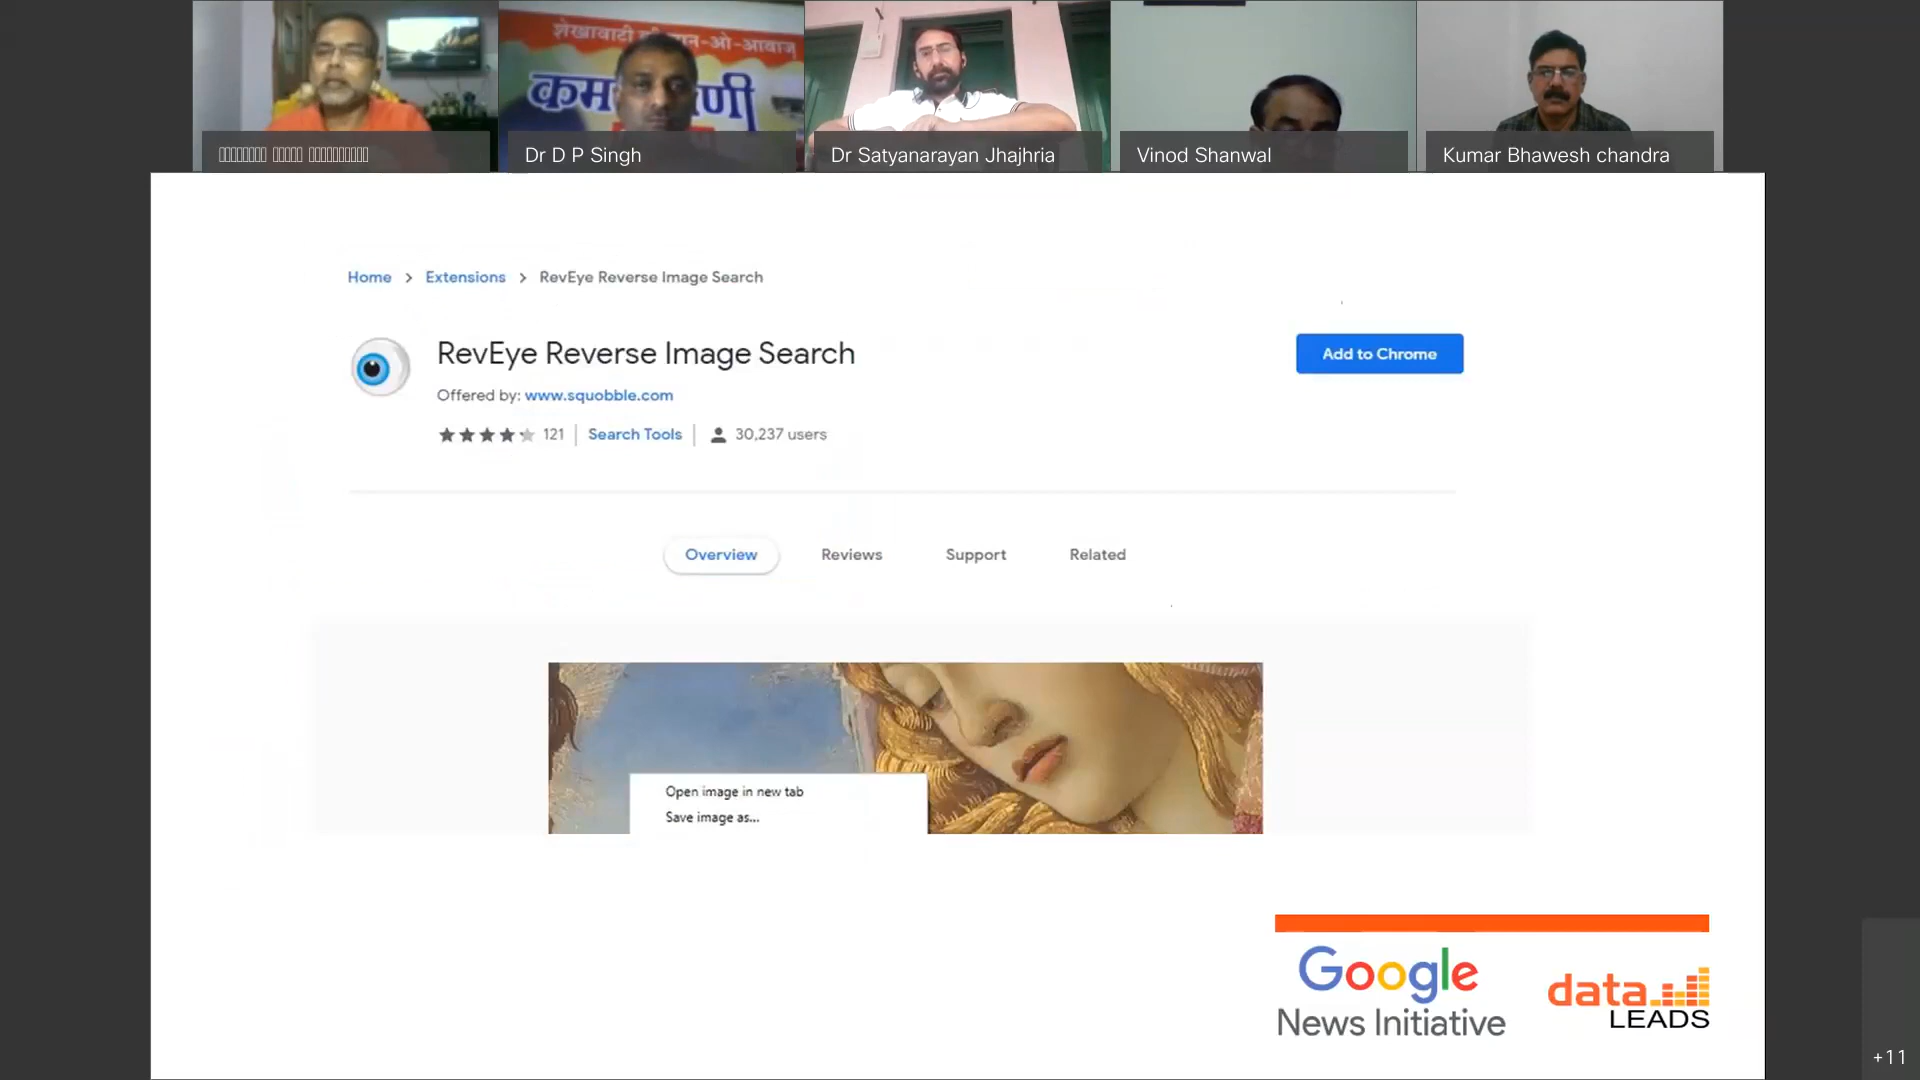 शेखावाटी
-ओ-आवाज
कम
णी
Dr D P Singh
Dr Satyanarayan Jhajhria
Vinod Shanwal
Kumar Bhawesh chandra
Home > Extensions > RevEye Reverse Image Search
RevEye Reverse Image Search
Add to Chrome
Offered by: www.squobble.com
121 | Search Tools | 30,237 users
Overview Reviews Support Related
Open image in new tab
Save image as...
Google
News Initiative
data
LEADS
+11